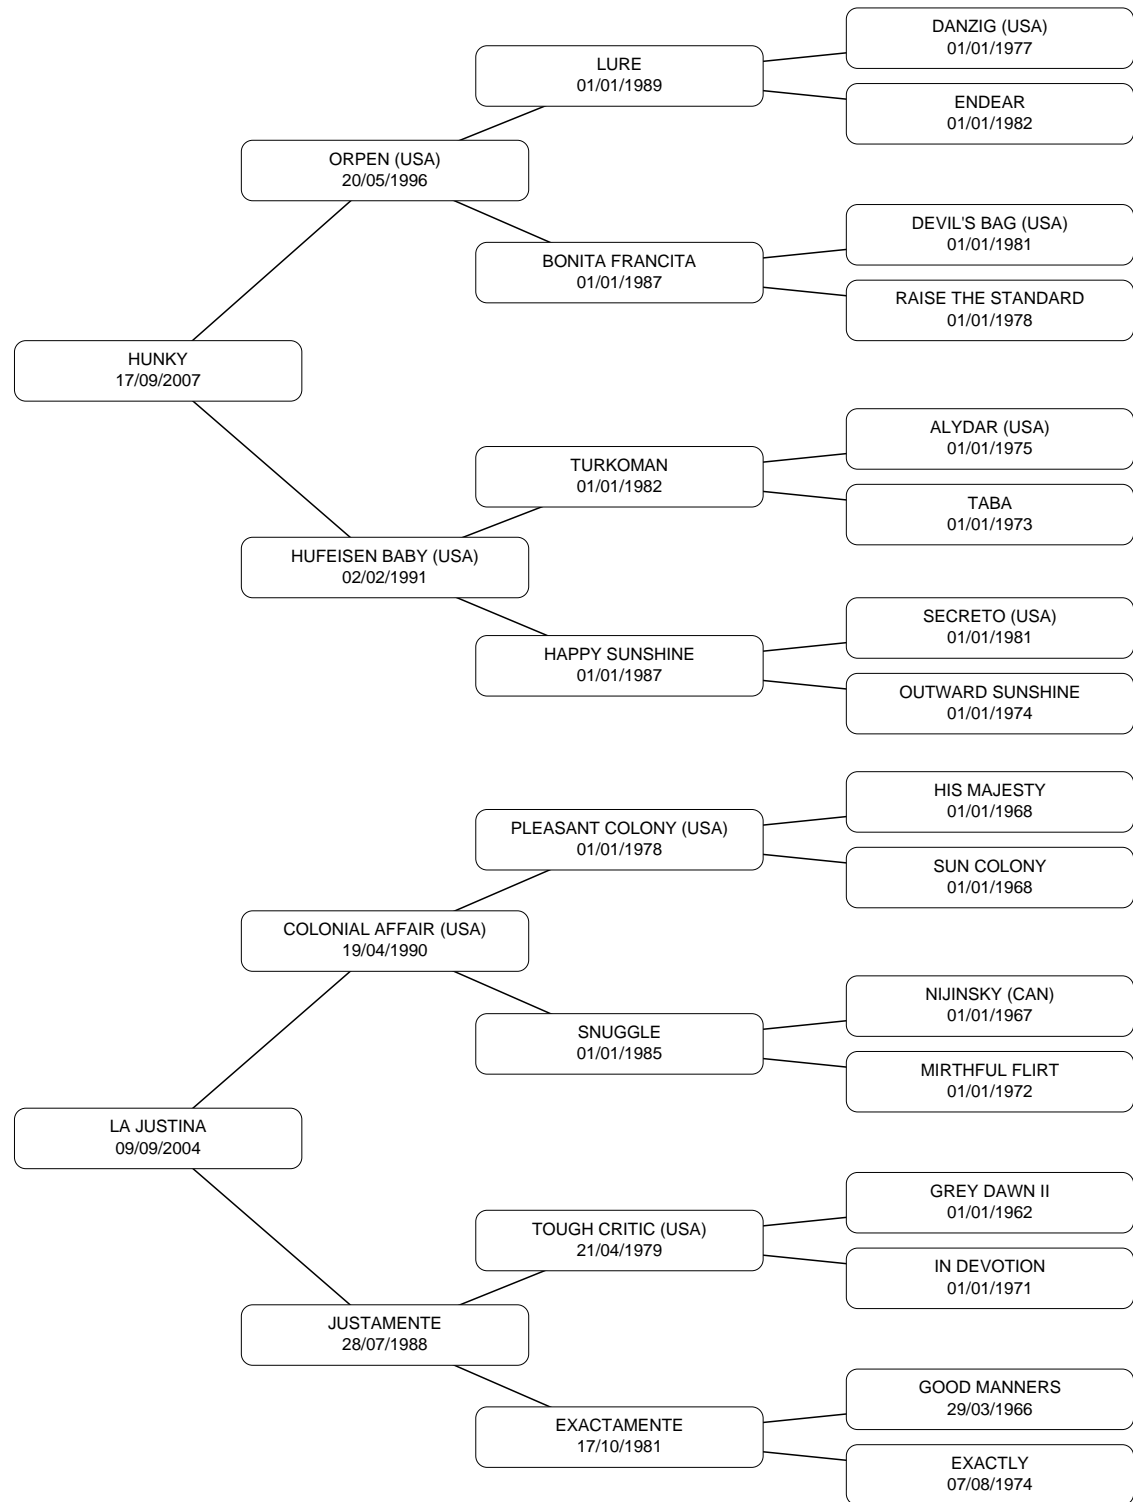 DANZIG (USA)
01/01/1977
LURE
01/01/1989
ENDEAR
01/01/1982
ORPEN (USA)
20/05/1996
DEVIL'S BAG (USA)
01/01/1981
BONITA FRANCITA
01/01/1987
RAISE THE STANDARD
01/01/1978
HUNKY
17/09/2007
ALYDAR (USA)
01/01/1975
TURKOMAN
01/01/1982
TABA
01/01/1973
HUFEISEN BABY (USA)
02/02/1991
SECRETO (USA)
01/01/1981
HAPPY SUNSHINE
01/01/1987
OUTWARD SUNSHINE
01/01/1974
HIS MAJESTY
01/01/1968
PLEASANT COLONY (USA)
01/01/1978
SUN COLONY
01/01/1968
COLONIAL AFFAIR (USA)
19/04/1990
NIJINSKY (CAN)
01/01/1967
SNUGGLE
01/01/1985
MIRTHFUL FLIRT
01/01/1972
LA JUSTINA
09/09/2004
GREY DAWN II
01/01/1962
TOUGH CRITIC (USA)
21/04/1979
IN DEVOTION
01/01/1971
JUSTAMENTE
28/07/1988
GOOD MANNERS
29/03/1966
EXACTAMENTE
17/10/1981
EXACTLY
07/08/1974